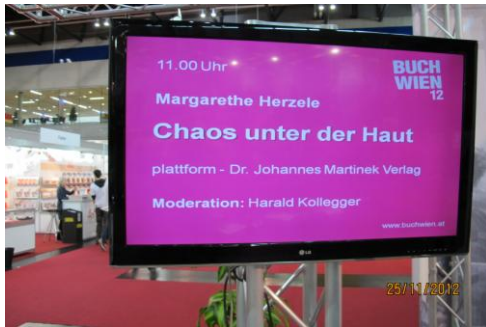 11.00 Uhr
BUCH
WIEN
12
Margarethe Herzele
Chaos unter der Haut
plattform - Dr. Johannes Martinek Verlag
Moderation: Harald Kollegger
www.buchwien.at
LG
25/11/2012